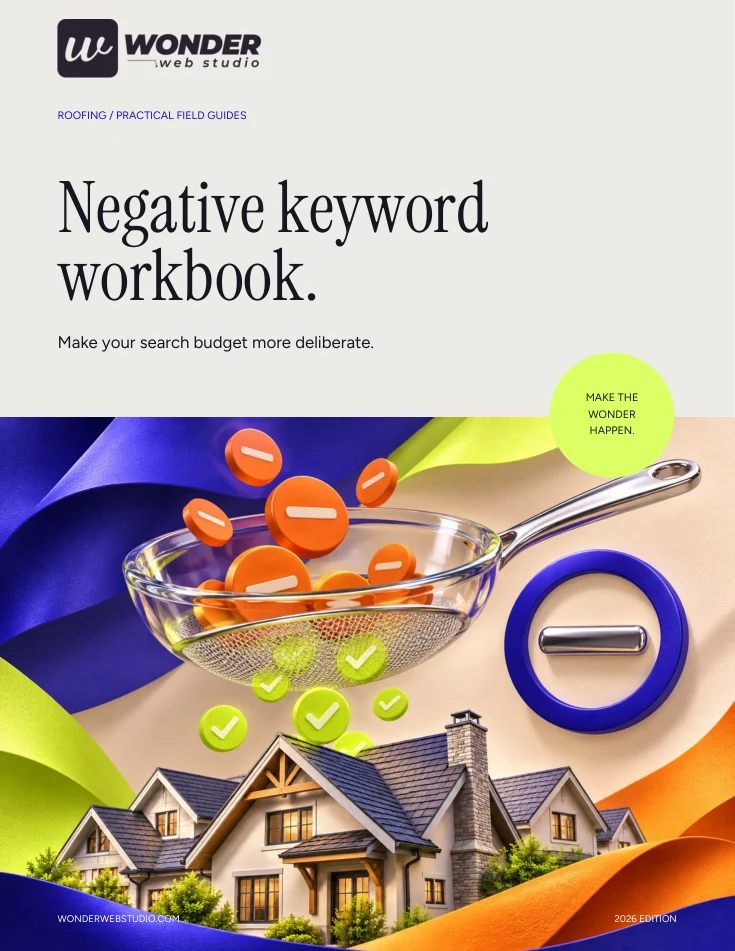 w WONDER
web studio
ROOFING / PRACTICAL FIELD GUIDES
Negative keyword
workbook.
Make your search budget more deliberate.
MAKE THE
WONDER
HAPPEN.
WONDERWEBSTUDIO.COM
2026 EDITION